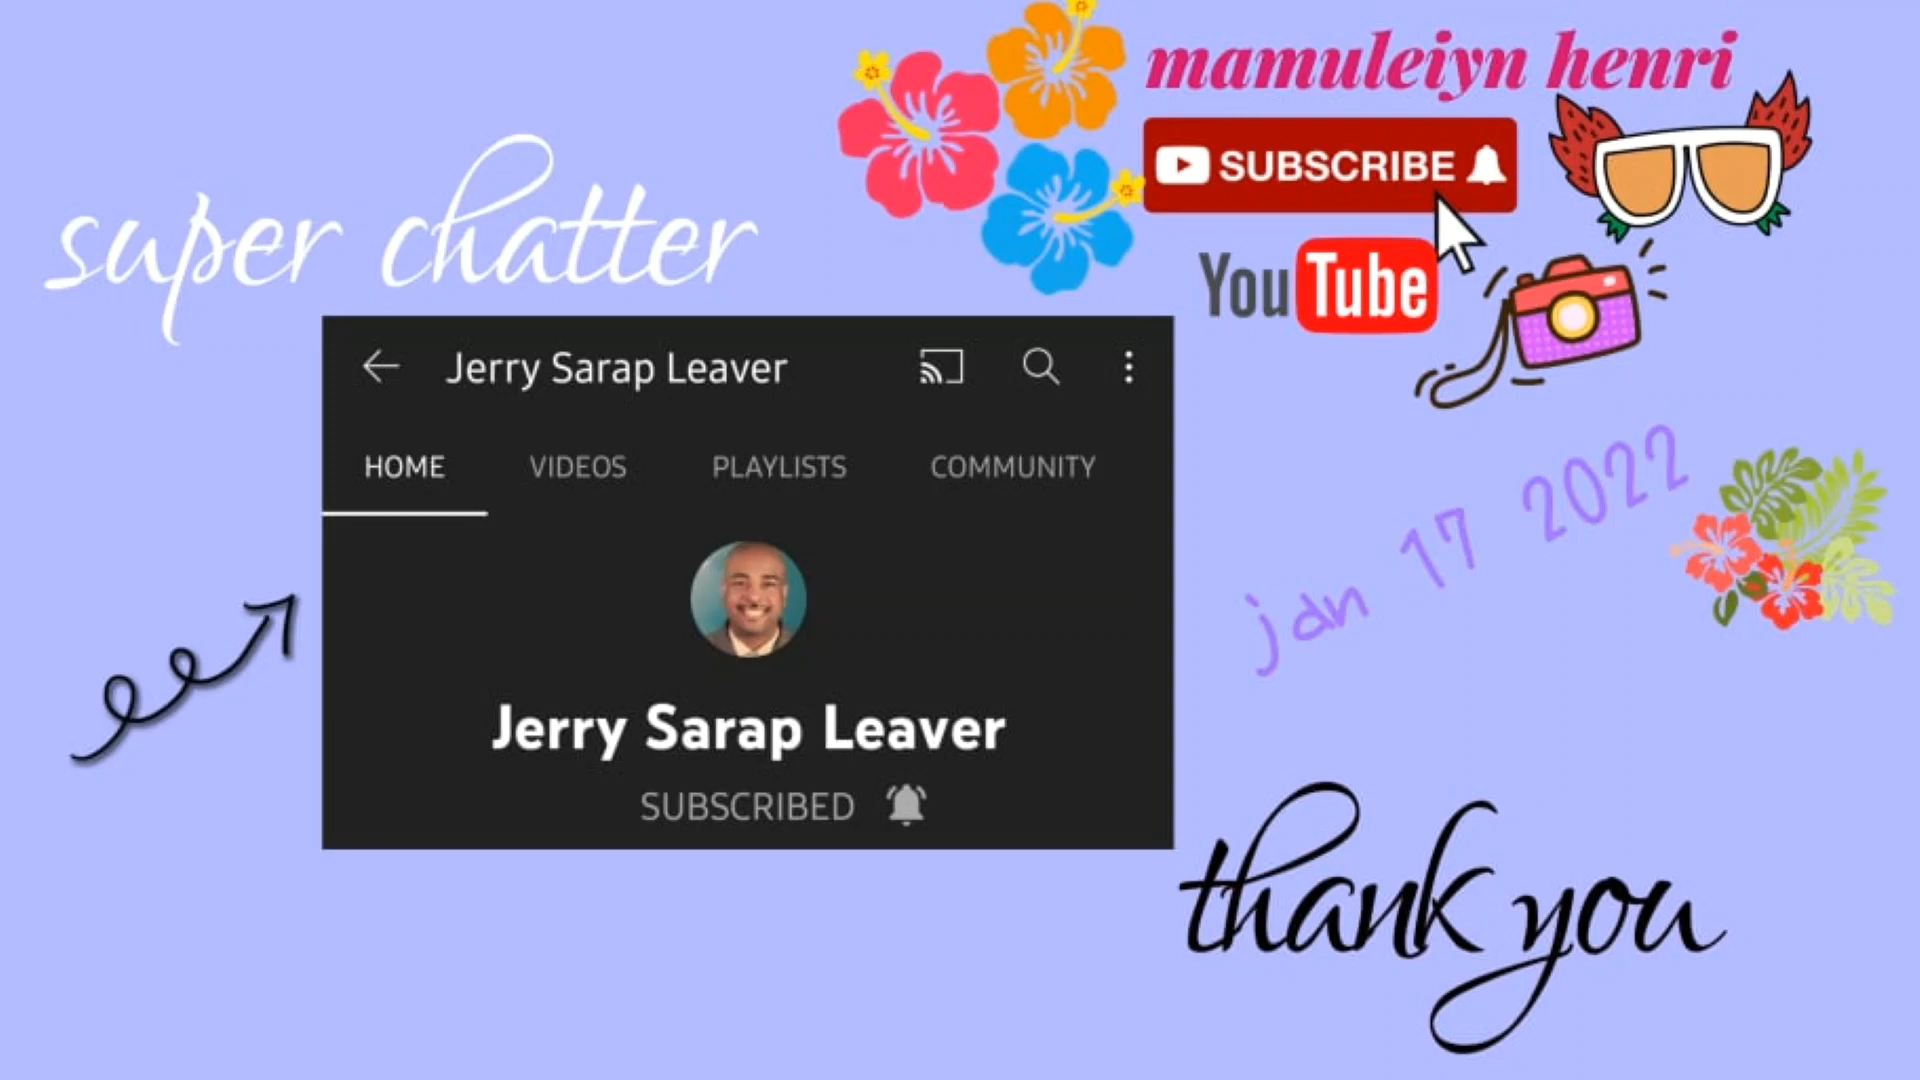 mamuleiyn henri
SUBSCRIBE
YouTube
super chatter
Jerry Sarap Leaver
HOME VIDEOS PLAYLISTS COMMUNITY
Jerry Sarap Leaver
SUBSCRIBED
jan 17 2022
thank you